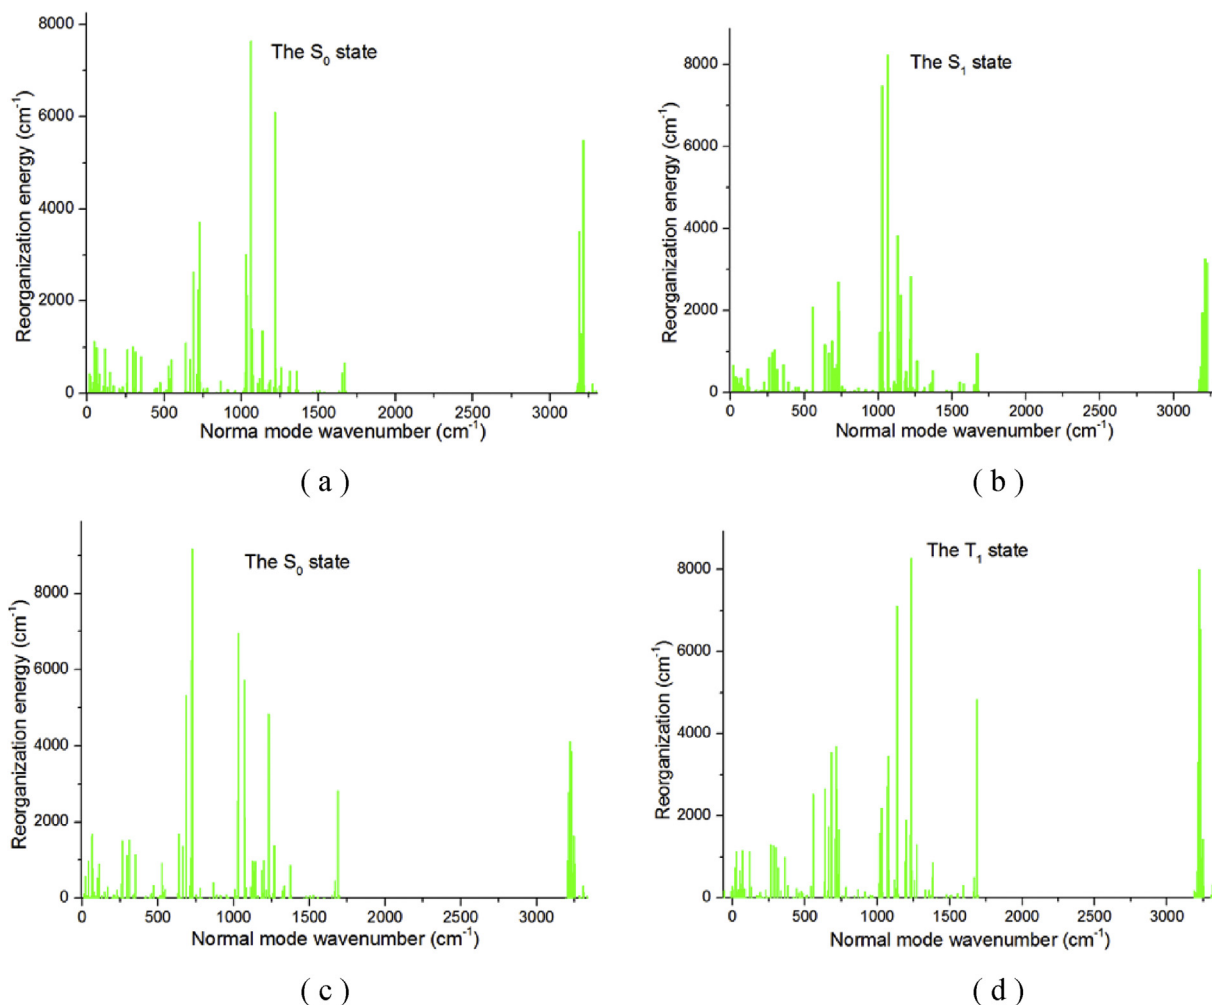 The S0 state
Reorganization energy (cm-1)
8000
6000
4000
2000
0
0 500 1000 1500 2000 2500 3000
Norma mode wavenumber (cm-1)
( a )
The S1 state
Reorganization energy (cm-1)
8000
6000
4000
2000
0
0 500 1000 1500 2000 2500 3000
Normal mode wavenumber (cm-1)
( b )
The S0 state
Reorganization energy (cm-1)
8000
6000
4000
2000
0
0 500 1000 1500 2000 2500 3000
Normal mode wavenumber (cm-1)
( c )
The T1 state
Reorganization (cm-1)
8000
6000
4000
2000
0
0 500 1000 1500 2000 2500 3000
Normal mode wavenumber (cm-1)
( d )